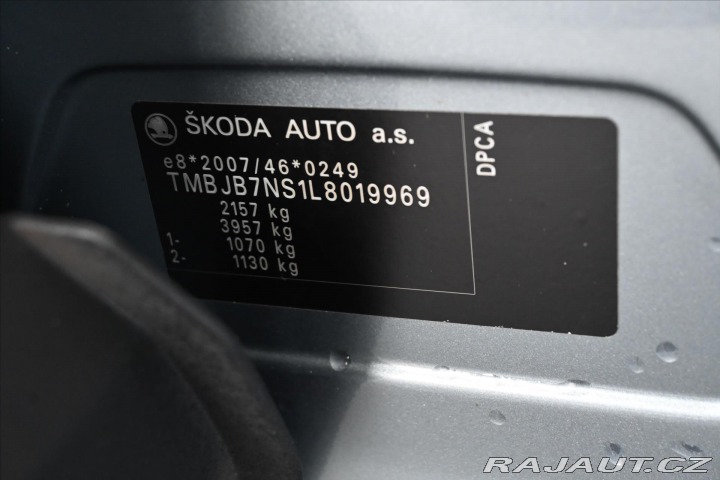 ŠKODA AUTO a.s.
e8*2007/46*0249
TMBJB7NS1L8019969
2157 kg
3957 kg
1- 1070 kg
2- 1130 kg
DPCA
RAJAUT.CZ